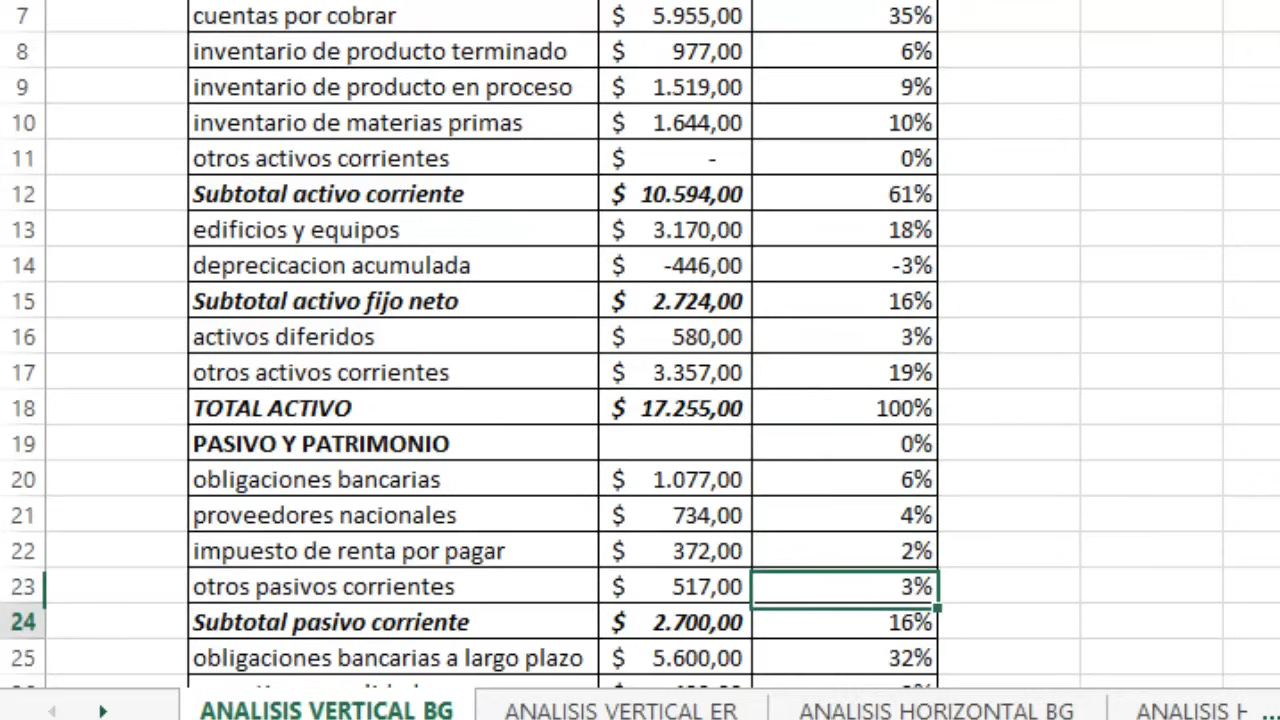 7 cuentas por cobrar $ 5.955,00 35%
8 inventario de producto terminado $ 977,00 6%
9 inventario de producto en proceso $ 1.519,00 9%
10 inventario de materias primas $ 1.644,00 10%
11 otros activos corrientes $ - 0%
12 Subtotal activo corriente $ 10.594,00 61%
13 edificios y equipos $ 3.170,00 18%
14 deprecicacion acumulada $ -446,00 -3%
15 Subtotal activo fijo neto $ 2.724,00 16%
16 activos diferidos $ 580,00 3%
17 otros activos corrientes $ 3.357,00 19%
18 TOTAL ACTIVO $ 17.255,00 100%
19 PASIVO Y PATRIMONIO 0%
20 obligaciones bancarias $ 1.077,00 6%
21 proveedores nacionales $ 734,00 4%
22 impuesto de renta por pagar $ 372,00 2%
23 otros pasivos corrientes $ 517,00 3%
24 Subtotal pasivo corriente $ 2.700,00 16%
25 obligaciones bancarias a largo plazo $ 5.600,00 32%
ANALISIS VERTICAL BG ANALISIS VERTICAL ER ANALISIS HORIZONTAL BG ANALISIS ...